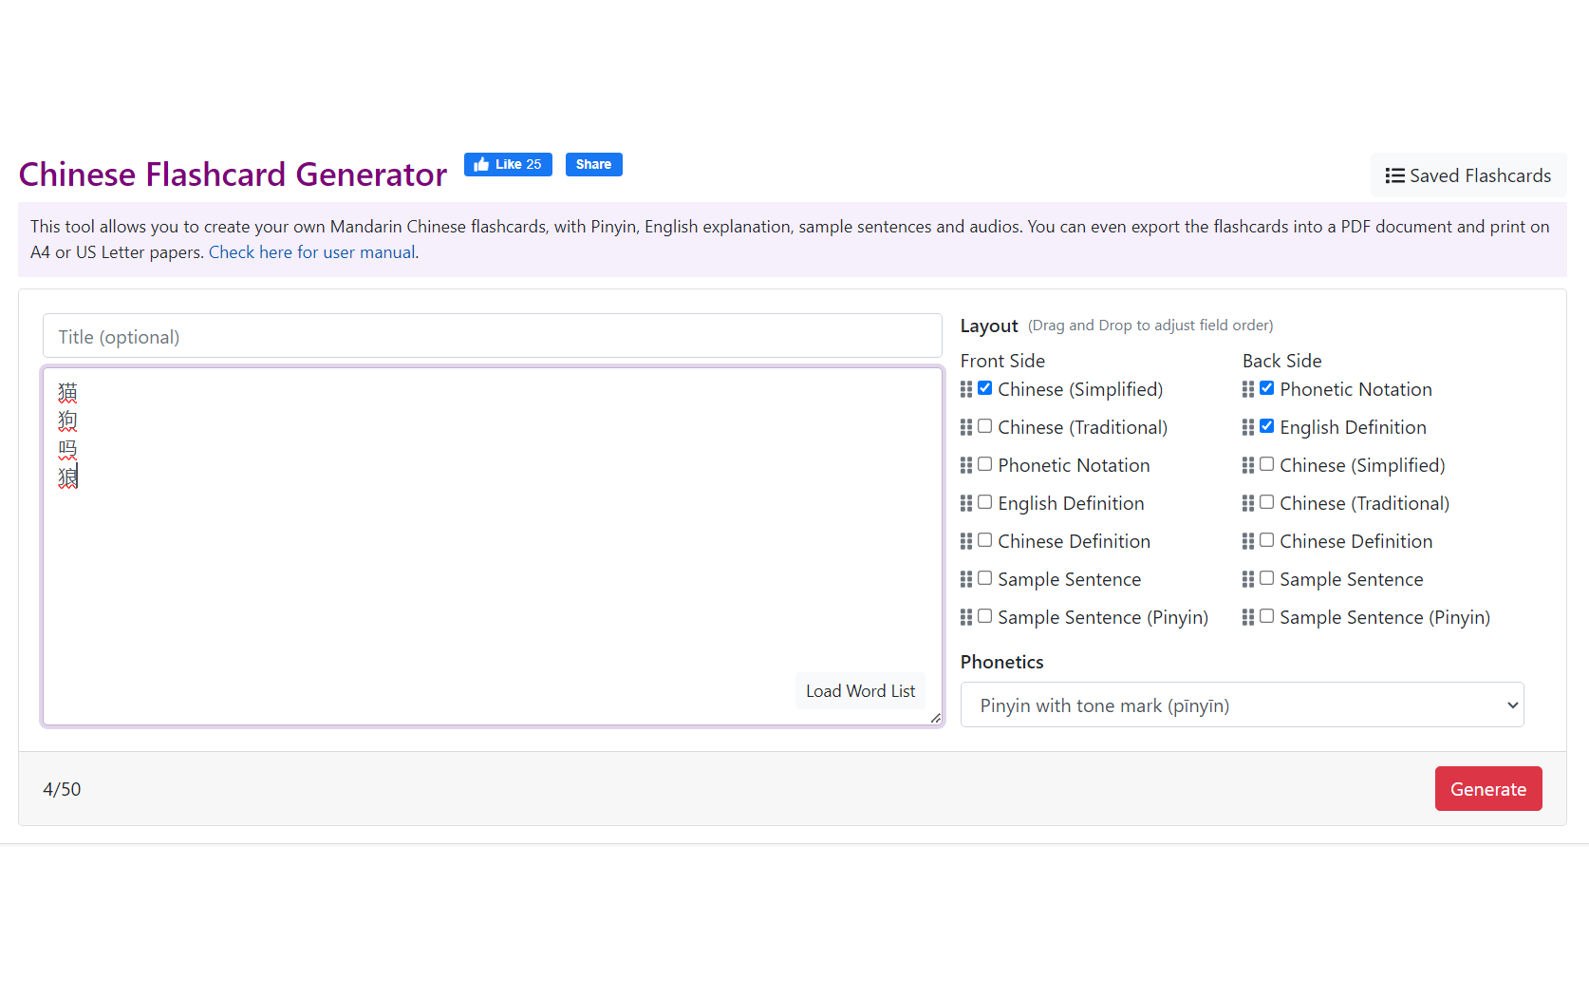 Chinese Flashcard Generator
Like 25
Share
Saved Flashcards
This tool allows you to create your own Mandarin Chinese flashcards, with Pinyin, English explanation, sample sentences and audios. You can even export the flashcards into a PDF document and print on
A4 or US Letter papers. Check here for user manual.
Title (optional)
猫
狗
吗
狼
Load Word List
Layout (Drag and Drop to adjust field order)
Front Side
Chinese (Simplified)
Chinese (Traditional)
Phonetic Notation
English Definition
Chinese Definition
Sample Sentence
Sample Sentence (Pinyin)
Back Side
Phonetic Notation
English Definition
Chinese (Simplified)
Chinese (Traditional)
Chinese Definition
Sample Sentence
Sample Sentence (Pinyin)
Phonetics
Pinyin with tone mark (pīnyīn)
4/50
Generate